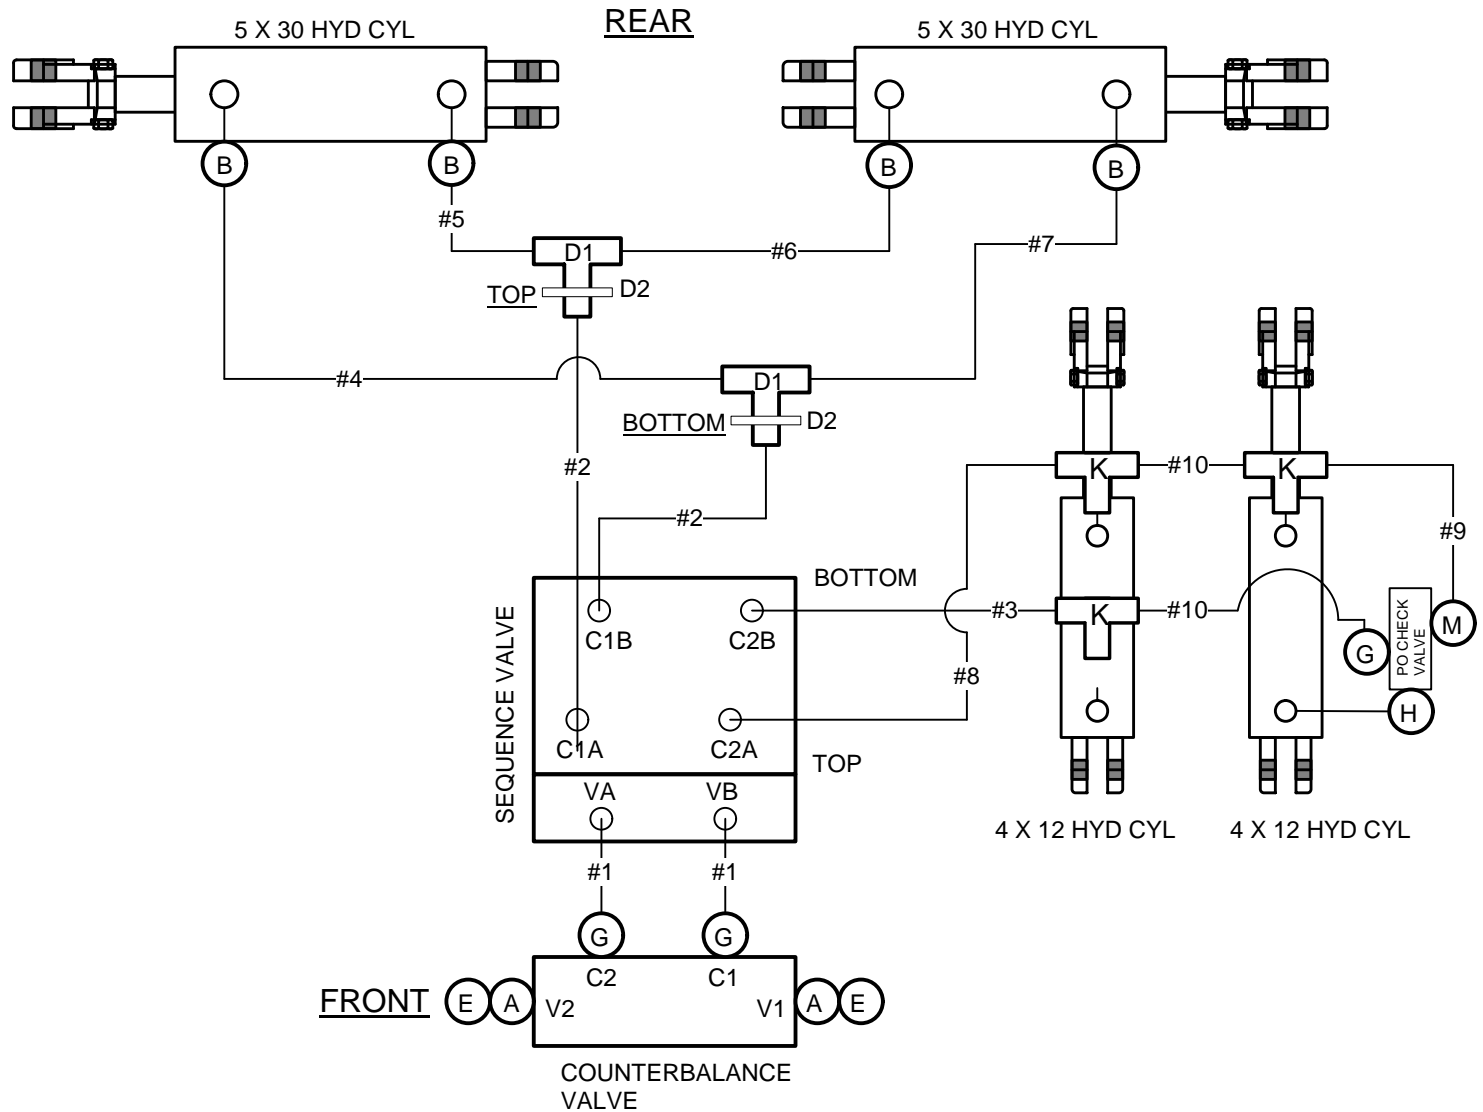 REAR
5 X 30 HYD CYL
5 X 30 HYD CYL
B
B
B
B
#5
#6
#7
D1
TOP
D2
#4
D1
BOTTOM
D2
#2
#2
K
#10
K
#9
BOTTOM
#3
K
#10
G
PO CHECK
VALVE
M
H
#8
C1B
C2B
SEQUENCE VALVE
C1A
C2A
TOP
VA
VB
4 X 12 HYD CYL
4 X 12 HYD CYL
#1
#1
G
G
C2
C1
FRONT
E
A
V2
V1
A
E
COUNTERBALANCE
VALVE